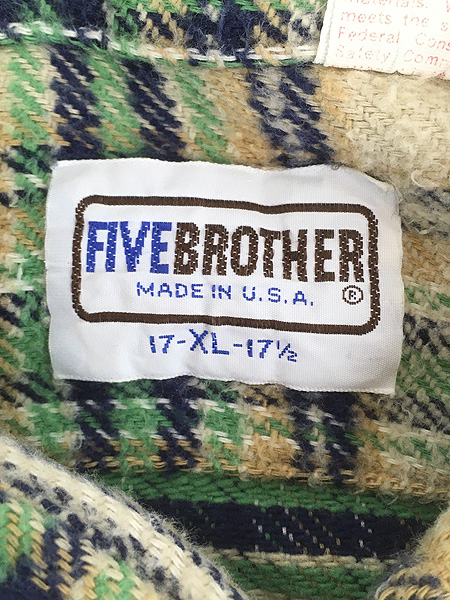 meets the s
Federal Cons
Safety Comm
FIVEBROTHER
MADE IN U.S.A. ®
17-XL-17½